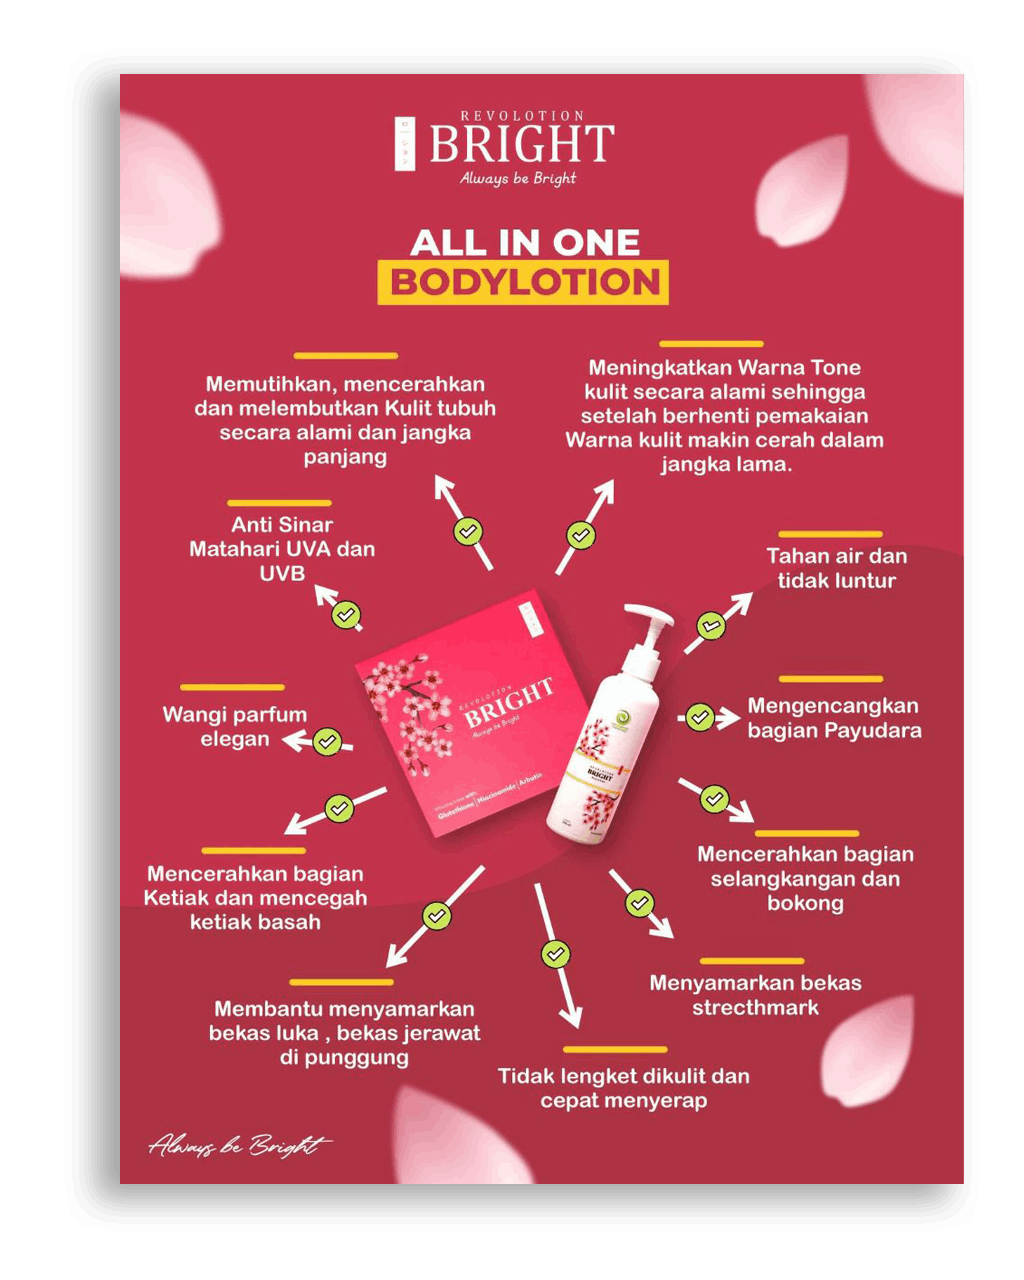 REVOLOTION
BRIGHT
Always be Bright
ALL IN ONE
BODYLOTION
Memutihkan, mencerahkan
dan melembutkan Kulit tubuh
secara alami dan jangka
panjang
Meningkatkan Warna Tone
kulit secara alami sehingga
setelah berhenti pemakaian
Warna kulit makin cerah dalam
jangka lama.
Anti Sinar
Matahari UVA dan
UVB
Tahan air dan
tidak luntur
Wangi parfum
elegan
Mengencangkan
bagian Payudara
REVOLOTION
BRIGHT
Always be Bright
Glutathione | Niacinamide | Arbutin
BRIGHT
Mencerahkan bagian
Ketiak dan mencegah
ketiak basah
Mencerahkan bagian
selangkangan dan
bokong
Membantu menyamarkan
bekas luka , bekas jerawat
di punggung
Menyamarkan bekas
strecthmark
Tidak lengket dikulit dan
cepat menyerap
Always be Bright